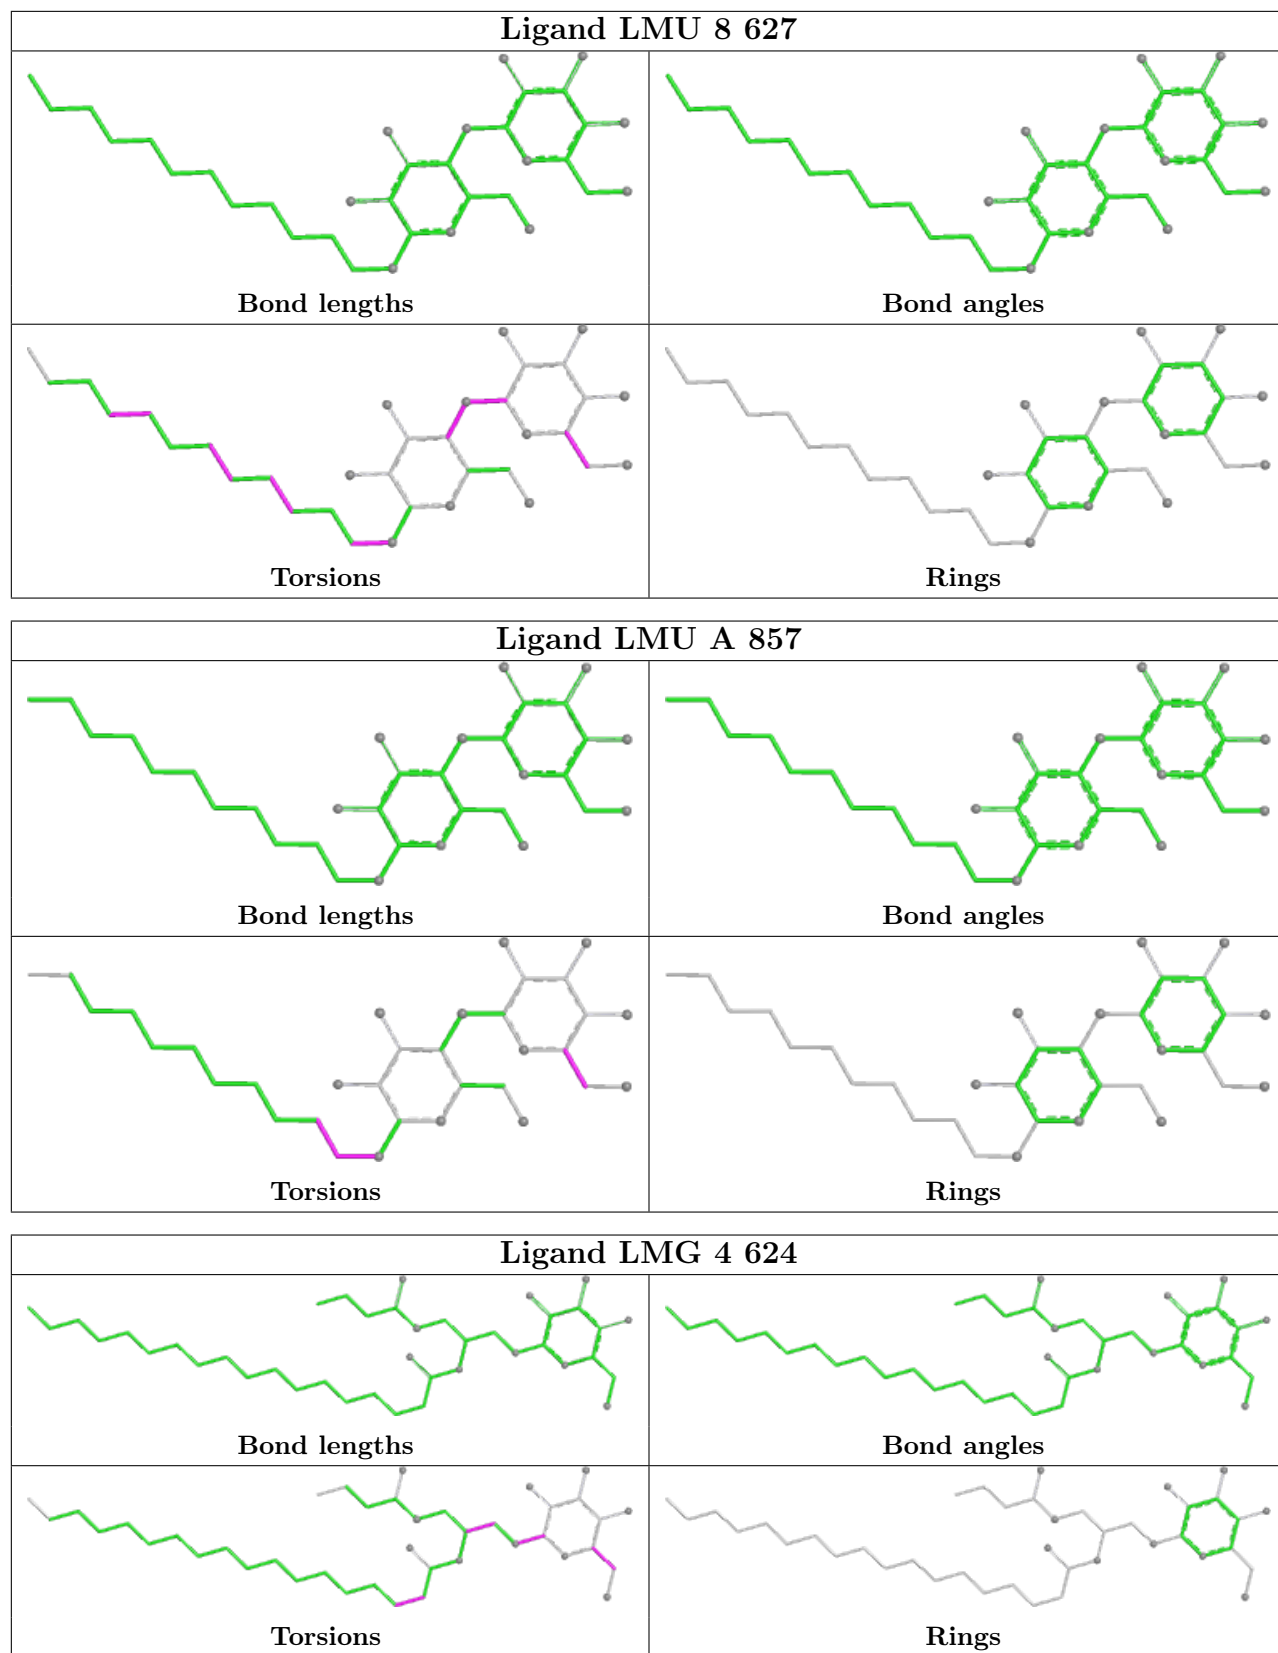 Ligand LMU 8 627
Bond lengths
Bond angles
Torsions
Rings
Ligand LMU A 857
Bond lengths
Bond angles
Torsions
Rings
Ligand LMG 4 624
Bond lengths
Bond angles
Torsions
Rings